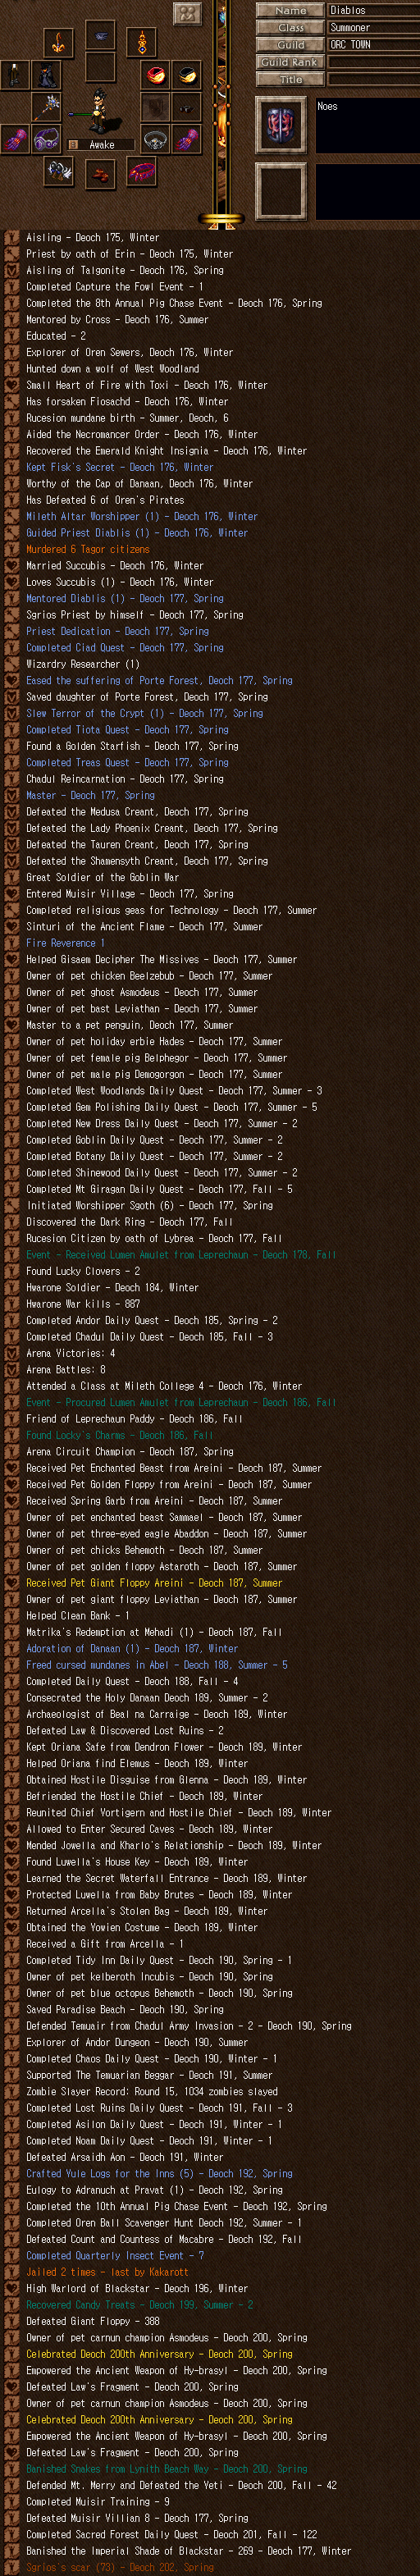 Name
Diablos
Class
Summoner
Guild
ORC TOWN
Guild Rank
Title
Noes
Awake
Aisling - Deoch 175, Winter
Priest by oath of Erin - Deoch 175, Winter
Aisling of Talgonite - Deoch 176, Spring
Completed Capture the Fowl Event - 1
Completed the 8th Annual Pig Chase Event - Deoch 176, Spring
Mentored by Cross - Deoch 176, Summer
Educated - 2
Explorer of Oren Sewers, Deoch 176, Winter
Hunted down a wolf of West Woodland
Small Heart of Fire with Toxi - Deoch 176, Winter
Has forsaken Fiosachd - Deoch 176, Winter
Rucesion mundane birth - Summer, Deoch, 6
Aided the Necromancer Order - Deoch 176, Winter
Recovered the Emerald Knight Insignia - Deoch 176, Winter
Kept Fisk's Secret - Deoch 176, Winter
Worthy of the Cap of Danaan, Deoch 176, Winter
Has Defeated 6 of Oren's Pirates
Mileth Altar Worshipper (1) - Deoch 176, Winter
Guided Priest Diablis (1) - Deoch 176, Winter
Murdered 6 Tagor citizens
Married Succubis - Deoch 176, Winter
Loves Succubis (1) - Deoch 176, Winter
Mentored Diablis (1) - Deoch 177, Spring
Sgrios Priest by himself - Deoch 177, Spring
Priest Dedication - Deoch 177, Spring
Completed Ciad Quest - Deoch 177, Spring
Wizardry Researcher (1)
Eased the suffering of Porte Forest, Deoch 177, Spring
Saved daughter of Porte Forest, Deoch 177, Spring
Slew Terror of the Crypt (1) - Deoch 177, Spring
Completed Tiota Quest - Deoch 177, Spring
Found a Golden Starfish - Deoch 177, Spring
Completed Treas Quest - Deoch 177, Spring
Chadul Reincarnation - Deoch 177, Spring
Master - Deoch 177, Spring
Defeated the Medusa Creant, Deoch 177, Spring
Defeated the Lady Phoenix Creant, Deoch 177, Spring
Defeated the Tauren Creant, Deoch 177, Spring
Defeated the Shamensyth Creant, Deoch 177, Spring
Great Soldier of the Goblin War
Entered Muisir Village - Deoch 177, Spring
Completed religious geas for Technology - Deoch 177, Summer
Sinturi of the Ancient Flame - Deoch 177, Summer
Fire Reverence 1
Helped Gisaem Decipher The Missives - Deoch 177, Summer
Owner of pet chicken Beelzebub - Deoch 177, Summer
Owner of pet ghost Asmodeus - Deoch 177, Summer
Owner of pet bast Leviathan - Deoch 177, Summer
Master to a pet penguin, Deoch 177, Summer
Owner of pet holiday erbie Hades - Deoch 177, Summer
Owner of pet female pig Belphegor - Deoch 177, Summer
Owner of pet male pig Demogorgon - Deoch 177, Summer
Completed West Woodlands Daily Quest - Deoch 177, Summer - 3
Completed Gem Polishing Daily Quest - Deoch 177, Summer - 5
Completed New Dress Daily Quest - Deoch 177, Summer - 2
Completed Goblin Daily Quest - Deoch 177, Summer - 2
Completed Botany Daily Quest - Deoch 177, Summer - 2
Completed Shinewood Daily Quest - Deoch 177, Summer - 2
Completed Mt Giragan Daily Quest - Deoch 177, Fall - 5
Initiated Worshipper Sgoth (6) - Deoch 177, Spring
Discovered the Dark Ring - Deoch 177, Fall
Rucesion Citizen by oath of Lybrea - Deoch 177, Fall
Event - Received Lumen Amulet from Leprechaun - Deoch 178, Fall
Found Lucky Clovers - 2
Hwarone Soldier - Deoch 184, Winter
Hwarone War kills - 887
Completed Andor Daily Quest - Deoch 185, Spring - 2
Completed Chadul Daily Quest - Deoch 185, Fall - 3
Arena Victories: 4
Arena Battles: 8
Attended a Class at Mileth College 4 - Deoch 176, Winter
Event - Procured Lumen Amulet from Leprechaun - Deoch 186, Fall
Friend of Leprechaun Paddy - Deoch 186, Fall
Found Locky's Charms - Deoch 186, Fall
Arena Circuit Champion - Deoch 187, Spring
Received Pet Enchanted Beast from Areini - Deoch 187, Summer
Received Pet Golden Floppy from Areini - Deoch 187, Summer
Received Spring Garb from Areini - Deoch 187, Summer
Owner of pet enchanted beast Sammael - Deoch 187, Summer
Owner of pet three-eyed eagle Abaddon - Deoch 187, Summer
Owner of pet chicks Behemoth - Deoch 187, Summer
Owner of pet golden floppy Astaroth - Deoch 187, Summer
Received Pet Giant Floppy Areini - Deoch 187, Summer
Owner of pet giant floppy Leviathan - Deoch 187, Summer
Helped Clean Bank - 1
Matrika's Redemption at Mehadi (1) - Deoch 187, Fall
Adoration of Danaan (1) - Deoch 187, Winter
Freed cursed mundanes in Abel - Deoch 188, Summer - 5
Completed Daily Quest - Deoch 188, Fall - 4
Consecrated the Holy Danaan Deoch 189, Summer - 2
Archaeologist of Beal na Carraige - Deoch 189, Winter
Defeated Law & Discovered Lost Ruins - 2
Kept Oriana Safe from Dendron Flower - Deoch 189, Winter
Helped Oriana find Elemus - Deoch 189, Winter
Obtained Hostile Disguise from Glenna - Deoch 189, Winter
Befriended the Hostile Chief - Deoch 189, Winter
Reunited Chief Vortigern and Hostile Chief - Deoch 189, Winter
Allowed to Enter Secured Caves - Deoch 189, Winter
Mended Jowella and Kharlo's Relationship - Deoch 189, Winter
Found Luwella's House Key - Deoch 189, Winter
Learned the Secret Waterfall Entrance - Deoch 189, Winter
Protected Luwella from Baby Brutes - Deoch 189, Winter
Returned Arcella's Stolen Bag - Deoch 189, Winter
Obtained the Yowien Costume - Deoch 189, Winter
Received a Gift from Arcella - 1
Completed Tidy Inn Daily Quest - Deoch 190, Spring - 1
Owner of pet kelberoth Incubis - Deoch 190, Spring
Owner of pet blue octopus Behemoth - Deoch 190, Spring
Saved Paradise Beach - Deoch 190, Spring
Defended Temuair from Chadul Army Invasion - 2 - Deoch 190, Spring
Explorer of Andor Dungeon - Deoch 190, Summer
Completed Chaos Daily Quest - Deoch 190, Winter - 1
Supported The Temuarian Beggar - Deoch 191, Summer
Zombie Slayer Record: Round 15, 1034 zombies slayed
Completed Lost Ruins Daily Quest - Deoch 191, Fall - 3
Completed Asilon Daily Quest - Deoch 191, Winter - 1
Completed Noam Daily Quest - Deoch 191, Winter - 1
Defeated Arsaidh Aon - Deoch 191, Winter
Crafted Yule Logs for the Inns (5) - Deoch 192, Spring
Eulogy to Adranuch at Pravat (1) - Deoch 192, Spring
Completed the 10th Annual Pig Chase Event - Deoch 192, Spring
Completed Oren Ball Scavenger Hunt Deoch 192, Summer - 1
Defeated Count and Countess of Macabre - Deoch 192, Fall
Completed Quarterly Insect Event - 7
Jailed 2 times - last by Kakarott
High Warlord of Blackstar - Deoch 196, Winter
Recovered Candy Treats - Deoch 199, Summer - 2
Defeated Giant Floppy - 388
Owner of pet carnun champion Asmodeus - Deoch 200, Spring
Celebrated Deoch 200th Anniversary - Deoch 200, Spring
Empowered the Ancient Weapon of Hy-brasyl - Deoch 200, Spring
Defeated Law's Fragment - Deoch 200, Spring
Owner of pet carnun champion Asmodeus - Deoch 200, Spring
Celebrated Deoch 200th Anniversary - Deoch 200, Spring
Empowered the Ancient Weapon of Hy-brasyl - Deoch 200, Spring
Defeated Law's Fragment - Deoch 200, Spring
Banished Snakes from Lynith Beach Way - Deoch 200, Spring
Defended Mt. Merry and Defeated the Yeti - Deoch 200, Fall - 42
Completed Muisir Training - 9
Defeated Muisir Villian 8 - Deoch 177, Spring
Completed Sacred Forest Daily Quest - Deoch 201, Fall - 122
Banished the Imperial Shade of Blackstar - 269 - Deoch 177, Winter
Sgrios's scar (73) - Deoch 202, Spring